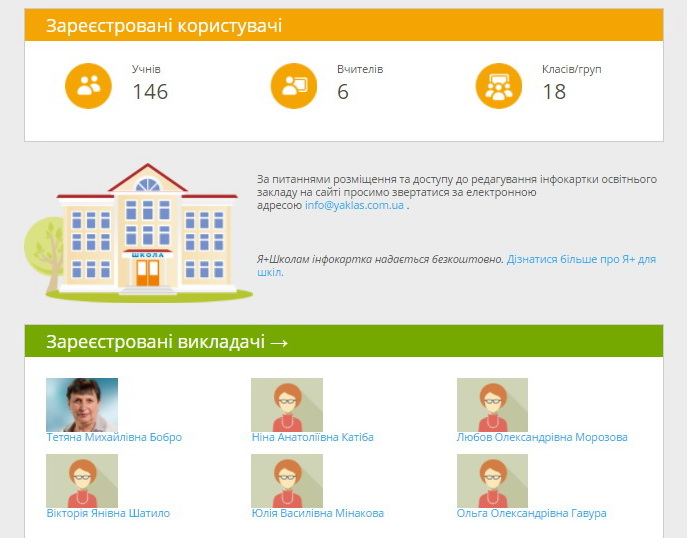 Зареєстровані користувачі
Учнів
146
Вчителів
6
Класів/груп
18
За питаннями розміщення та доступу до редагування інфокартки освітнього
закладу на сайті просимо звертатися за електронною
адресою info@yaklas.com.ua .
ШКОЛА
Я+Школам інфокартка надається безкоштовно. Дізнатися більше про Я+ для
шкіл.
Зареєстровані викладачі →
Тетяна Михайлівна Бобро
Ніна Анатоліївна Катіба
Любов Олександрівна Морозова
Вікторія Янівна Шатило
Юлія Василівна Мінакова
Ольга Олександрівна Гавура